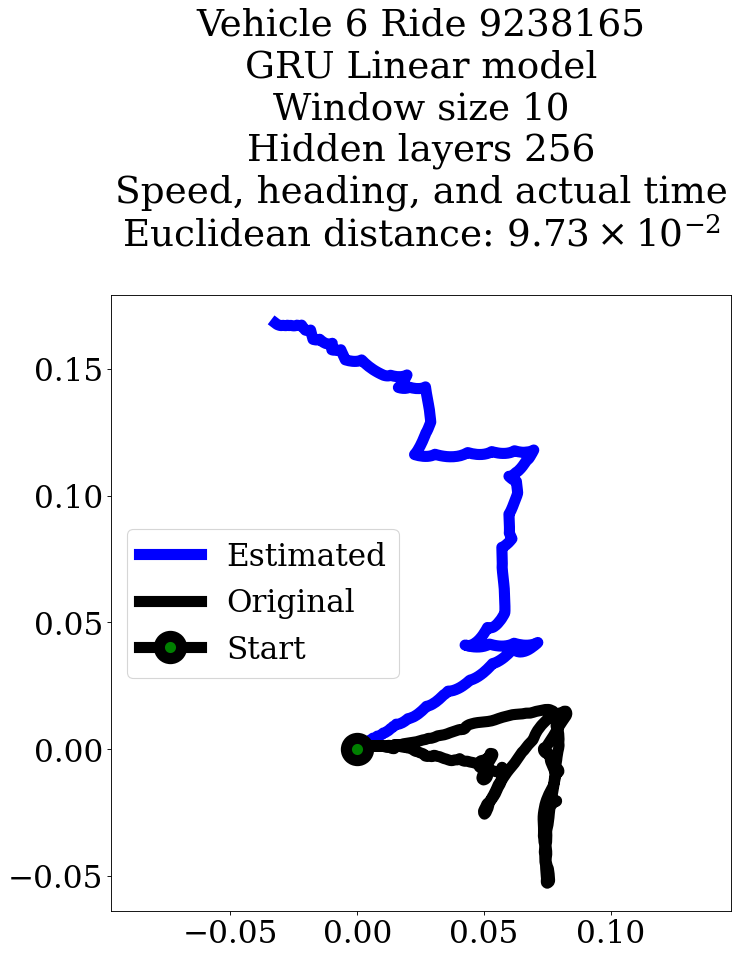 Vehicle 6 Ride 9238165
GRU Linear model
Window size 10
Hidden layers 256
Speed, heading, and actual time
Euclidean distance: 9.73 × 10⁻²
0.15
0.10
0.05
0.00
−0.05
Estimated
Original
Start
−0.05 0.00 0.05 0.10